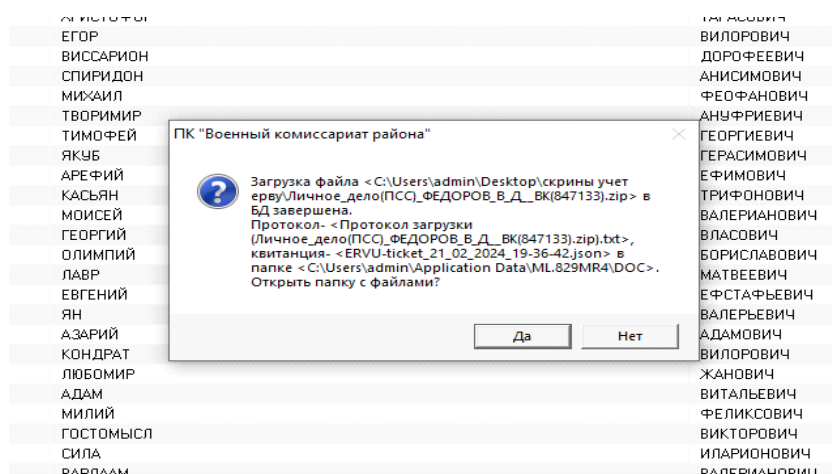 ЕГОР ВИЛОРОВИЧ
ВИССАРИОН ДОРОФЕЕВИЧ
СПИРИДОН АНИСИМОВИЧ
МИХАИЛ ФЕОФАНОВИЧ
ТВОРИМИР АНУФРИЕВИЧ
ТИМОФЕЙ ГЕОРГИЕВИЧ
ЯКУБ ГЕРАСИМОВИЧ
АРЕФИЙ ЕФИМОВИЧ
КАСЬЯН ТРИФОНОВИЧ
МОИСЕЙ ВАЛЕРИАНОВИЧ
ГЕОРГИЙ ВЛАСОВИЧ
ОЛИМПИЙ БОРИСЛАВОВИЧ
ЛАВР МАТВЕЕВИЧ
ЕВГЕНИЙ ЕФСТАФЬЕВИЧ
ЯН ВАЛЕРЬЕВИЧ
АЗАРИЙ АДАМОВИЧ
КОНДРАТ ВИЛОРОВИЧ
ЛЮБОМИР ЖАНОВИЧ
АДАМ ВИТАЛЬЕВИЧ
МИЛИЙ ФЕЛИКСОВИЧ
ГОСТОМЫСЛ ВИКТОРОВИЧ
СИЛА ИЛАРИОНОВИЧ
ПК "Военный комиссариат района"
Загрузка файла <C:\Users\admin\Desktop\скрины учет
ерву\Личное_дело(ПСС)_ФЕДОРОВ_В_Д__ВК(847133).zip> в
БД завершена.
Протокол- <Протокол загрузки
(Личное_дело(ПСС)_ФЕДОРОВ_В_Д__ВК(847133).zip).txt>,
квитанция- <ERVU-ticket_21_02_2024_19-36-42.json> в
папке <C:\Users\admin\Application Data\ML.829MR4\DOC>.
Открыть папку с файлами?
Да Нет